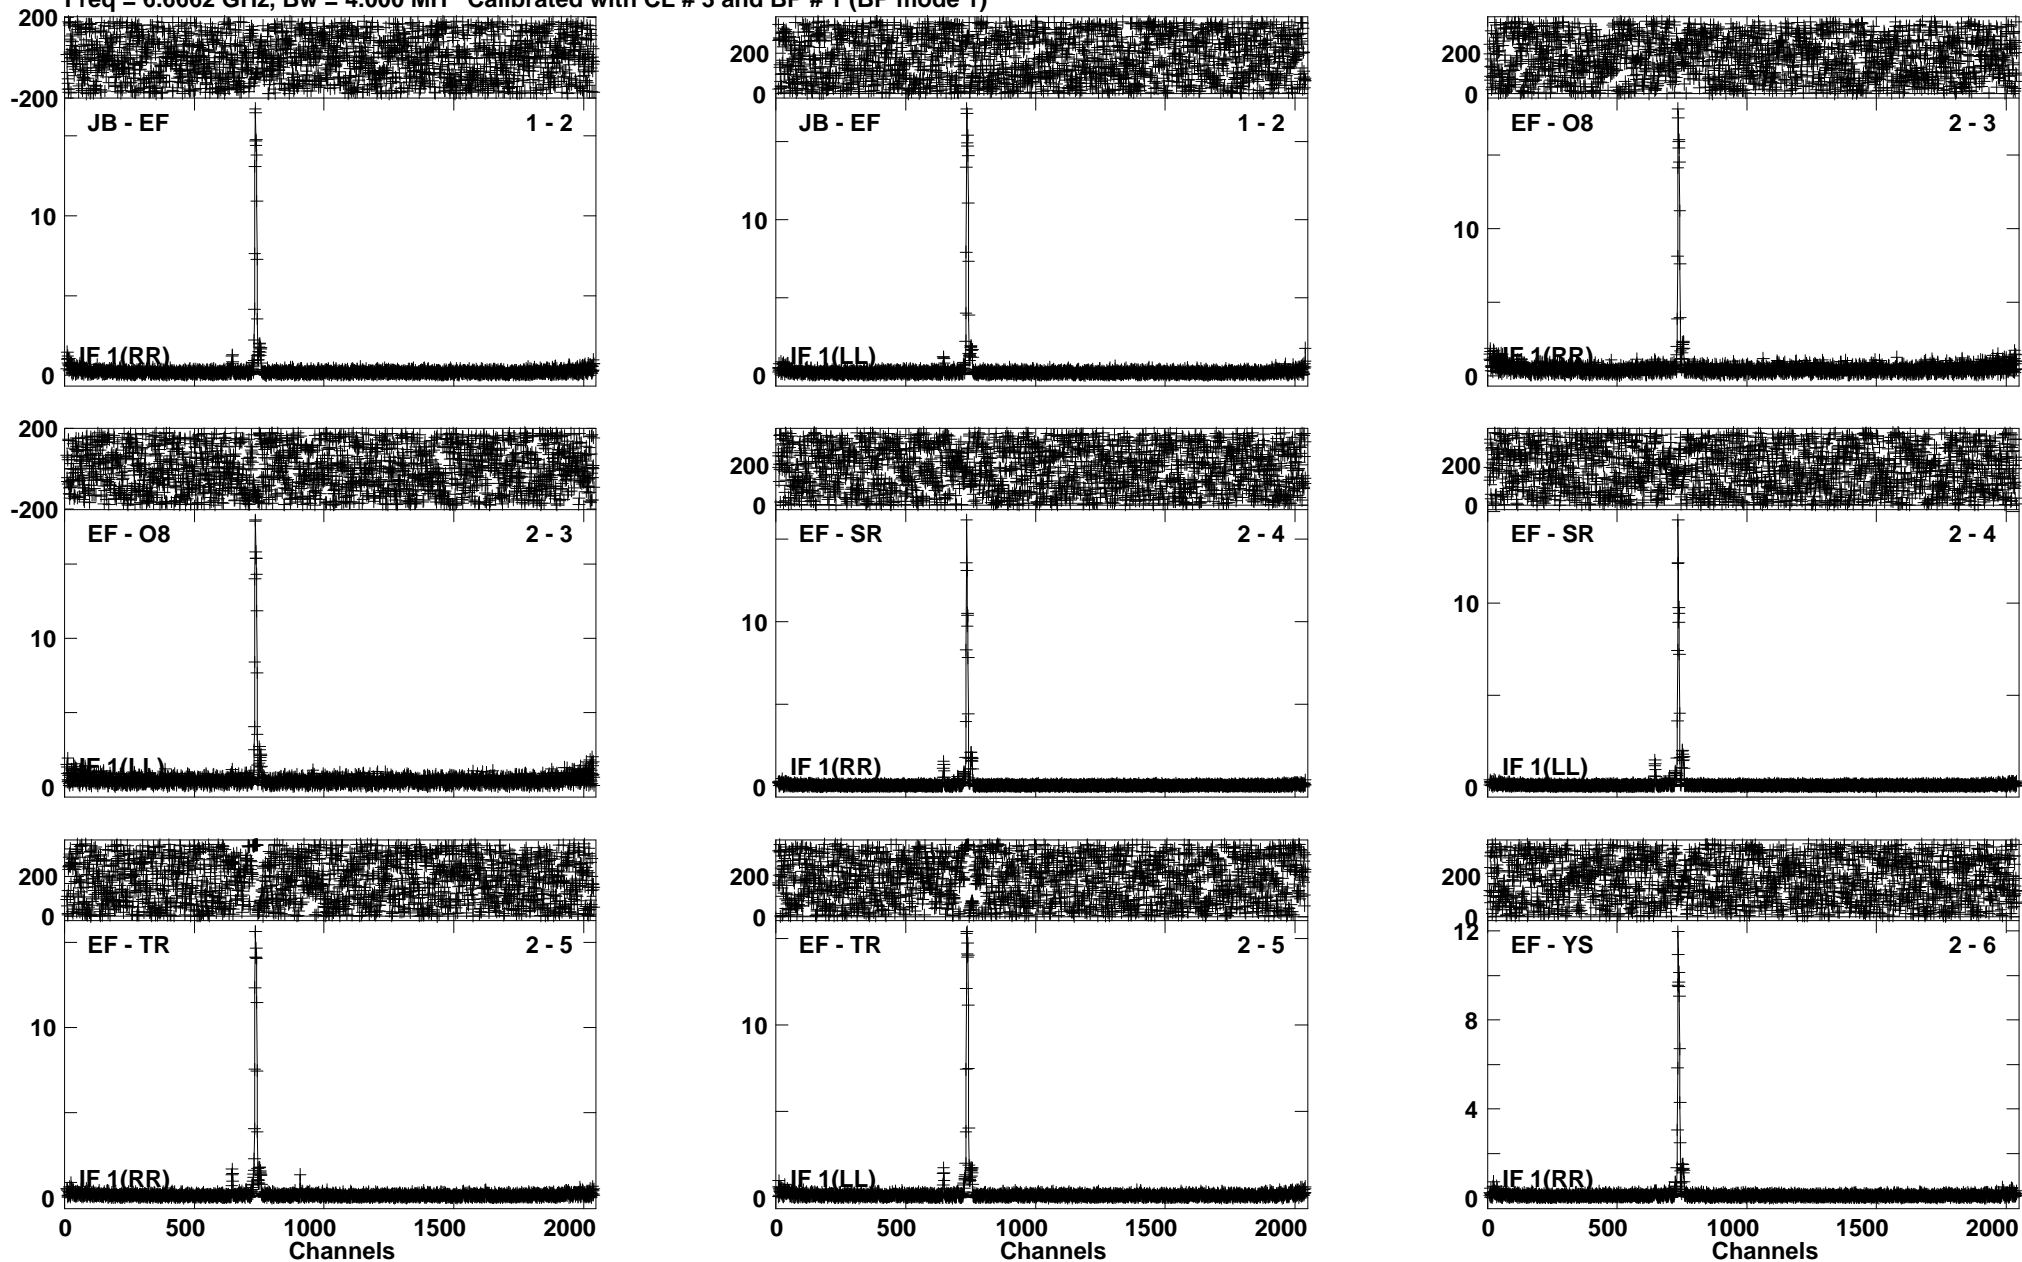 Freq = 6.6662 GHz, Bw = 4.000 MH Calibrated with CL # 3 and BP # 1 (BP mode 1)
200
-200
JB - EF 1 - 2
10
IF 1(RR)
0
200
0
JB - EF 1 - 2
10
IF 1(LL)
0
200
0
EF - O8 2 - 3
10
IF 1(RR)
0
200
-200
EF - O8 2 - 3
10
IF 1(LL)
0
200
0
EF - SR 2 - 4
10
IF 1(RR)
0
200
0
EF - SR 2 - 4
10
IF 1(LL)
0
200
0
EF - TR 2 - 5
10
IF 1(RR)
0
0 500 1000 1500 2000
Channels
200
0
EF - TR 2 - 5
10
IF 1(LL)
0
0 500 1000 1500 2000
Channels
200
0
12
EF - YS 2 - 6
8
4
IF 1(RR)
0
0 500 1000 1500 2000
Channels